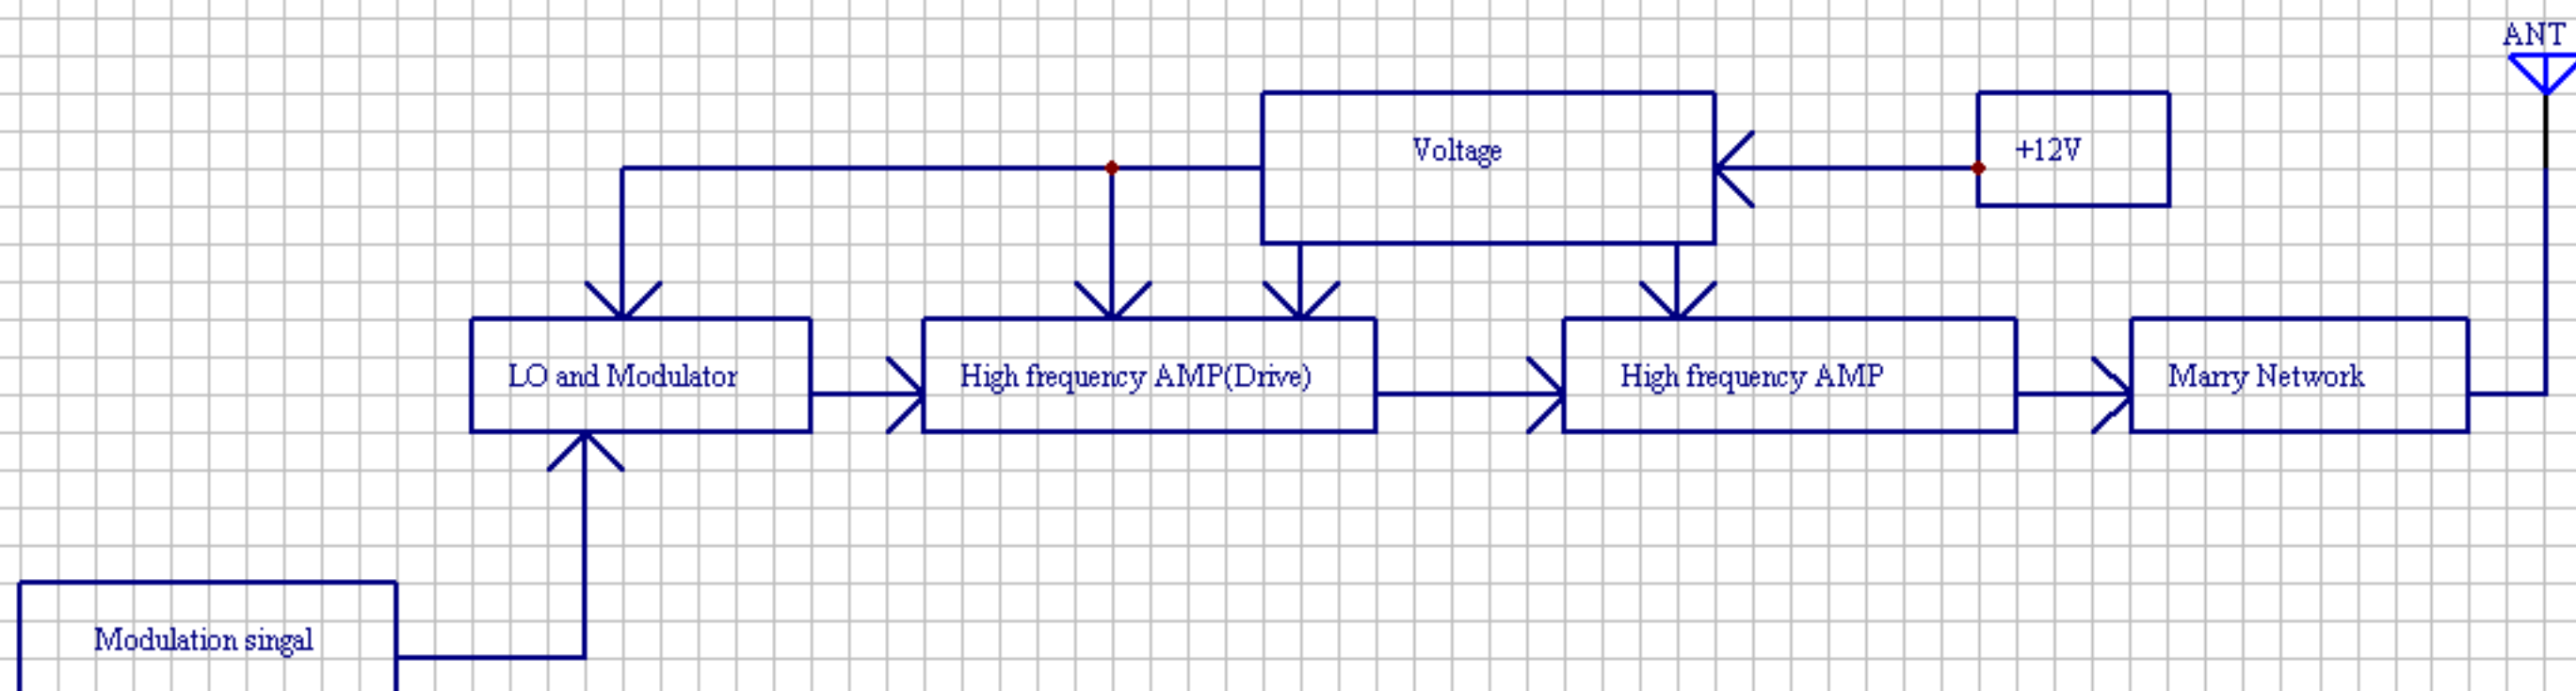 ANT
Voltage
+12V
LO and Modulator
High frequency AMP(Drive)
High frequency AMP
Marry Network
Modulation singal